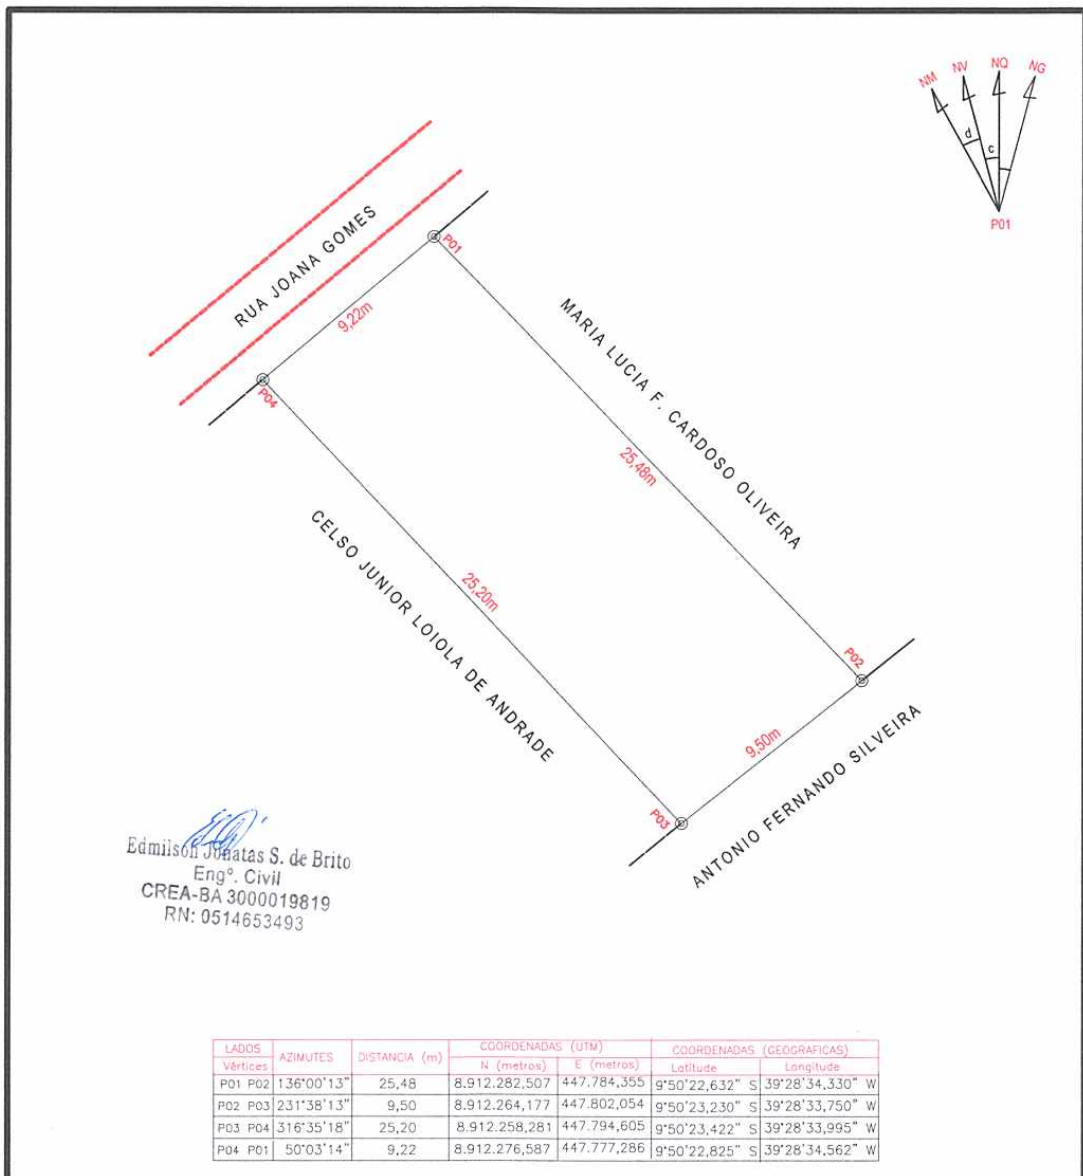 NM NV NQ NG
d
c
P01
RUA JOANA GOMES
P01
9,22m
P04
MARIA LUCIA F. CARDOSO OLIVEIRA
25,48m
CELSO JUNIOR LOIOLA DE ANDRADE
25,20m
P02
9,50m
P03
ANTONIO FERNANDO SILVEIRA
Edmilson Jonatas S. de Brito
Engº. Civil
CREA-BA 3000019819
RN: 0514653493
LADOS AZIMUTES DISTANCIA (m) COORDENADAS (UTM) COORDENADAS (GEOGRAFICAS)
Vértices N (metros) E (metros) Latitude Longitude
P01 P02 136°00'13" 25,48 8.912.282,507 447.784,355 9°50'22,632" S 39°28'34,330" W
P02 P03 231°38'13" 9,50 8.912.264,177 447.802,054 9°50'23,230" S 39°28'33,750" W
P03 P04 316°35'18" 25,20 8.912.258,281 447.794,605 9°50'23,422" S 39°28'33,995" W
P04 P01 50°03'14" 9,22 8.912.276,587 447.777,286 9°50'22,825" S 39°28'34,562" W